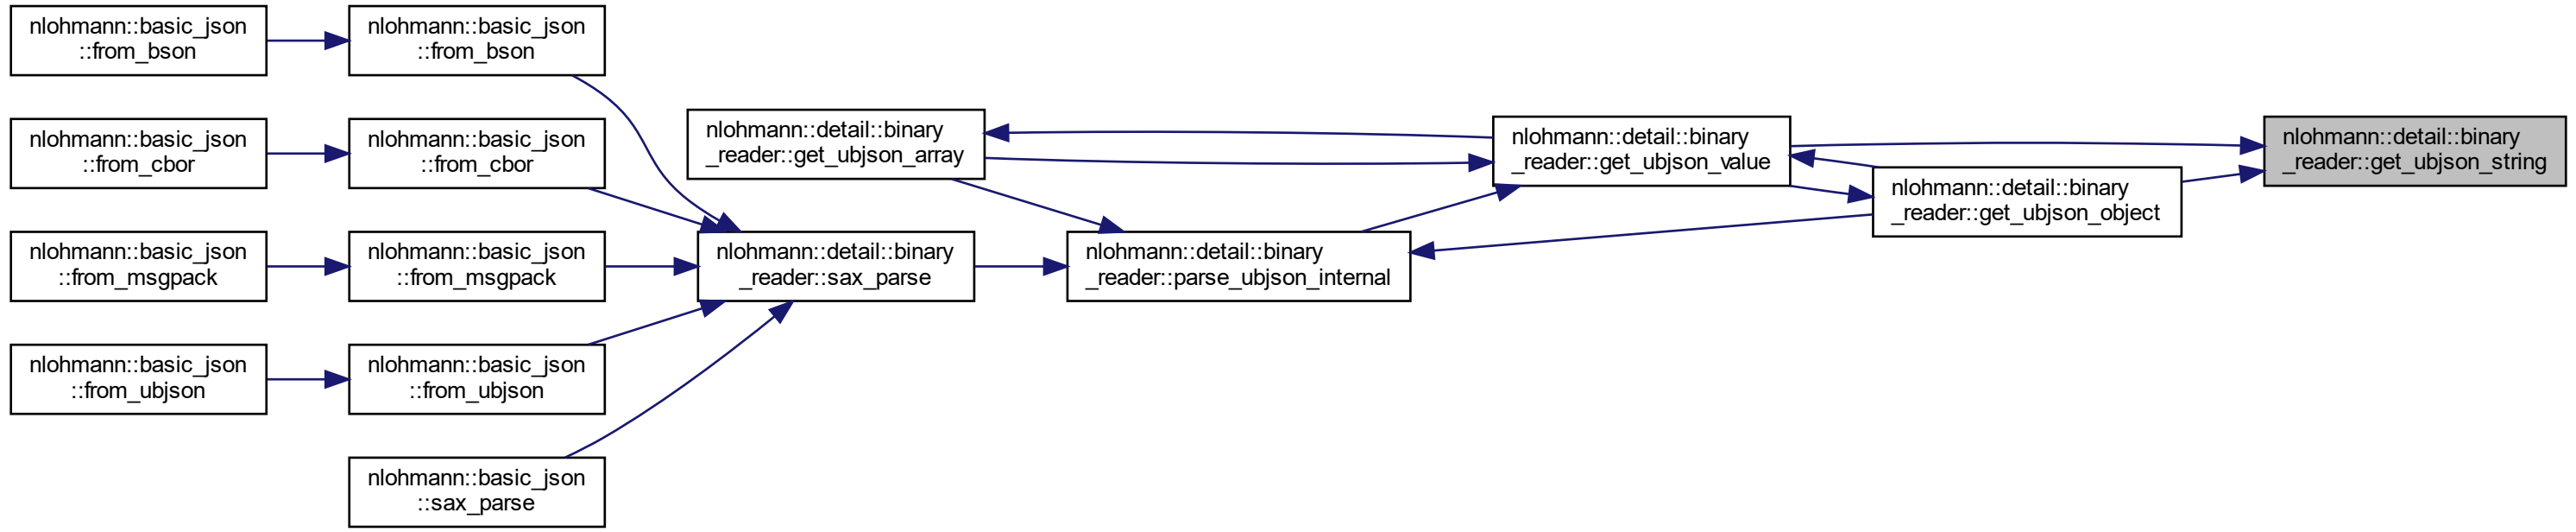 nlohmann::basic_json
::from_bson
nlohmann::basic_json
::from_bson
nlohmann::basic_json
::from_cbor
nlohmann::basic_json
::from_cbor
nlohmann::basic_json
::from_msgpack
nlohmann::basic_json
::from_msgpack
nlohmann::basic_json
::from_ubjson
nlohmann::basic_json
::from_ubjson
nlohmann::basic_json
::sax_parse
nlohmann::detail::binary
_reader::get_ubjson_array
nlohmann::detail::binary
_reader::sax_parse
nlohmann::detail::binary
_reader::parse_ubjson_internal
nlohmann::detail::binary
_reader::get_ubjson_value
nlohmann::detail::binary
_reader::get_ubjson_object
nlohmann::detail::binary
_reader::get_ubjson_string